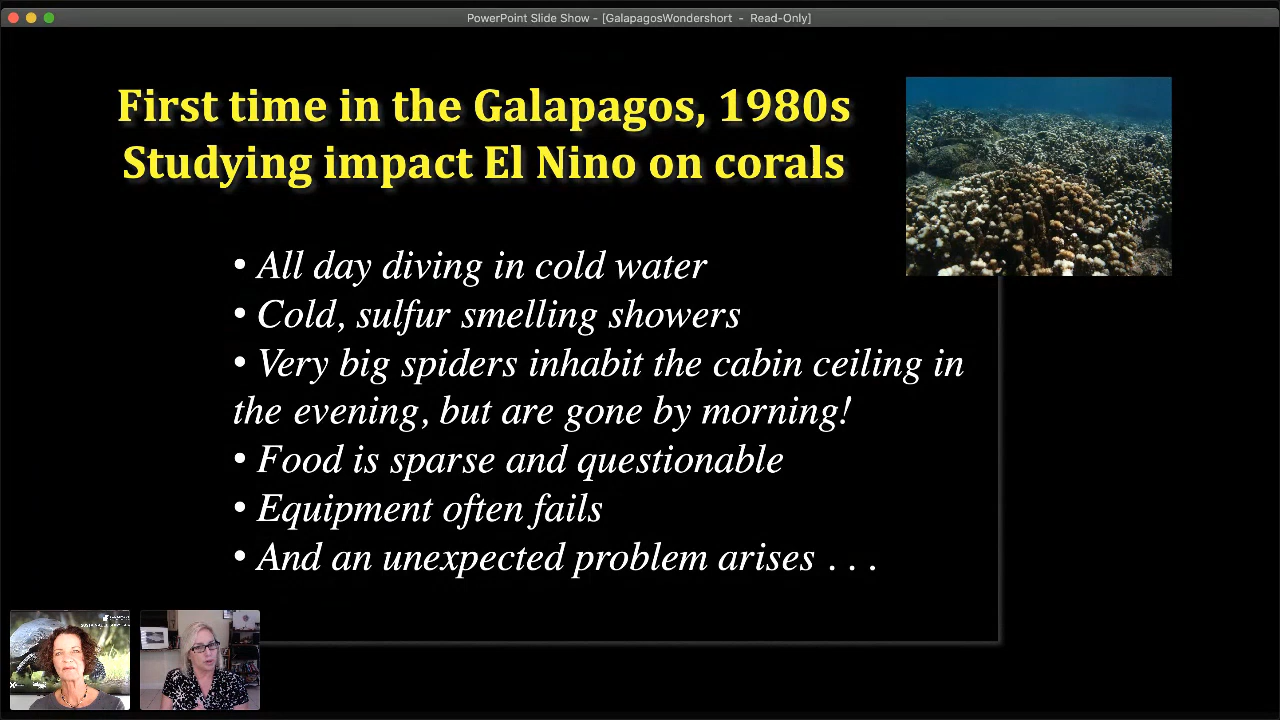 PowerPoint Slide Show - [GalapagosWondershort - Read-Only]
First time in the Galapagos, 1980s
Studying impact El Nino on corals
• All day diving in cold water
• Cold, sulfur smelling showers
• Very big spiders inhabit the cabin ceiling in
the evening, but are gone by morning!
• Food is sparse and questionable
• Equipment often fails
• And an unexpected problem arises . . .